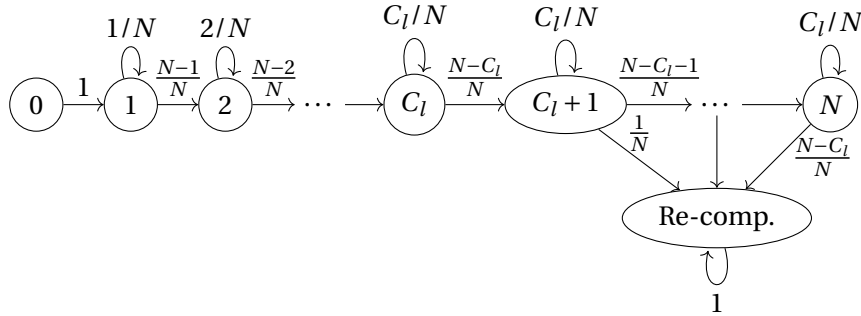 1/N 2/N C_l/N C_l/N C_l/N
0 1 1 N−1/N 2 N−2/N ··· C_l N−C_l/N C_l+1 N−C_l−1/N ··· N
1/N N−C_l/N
Re-comp.
1